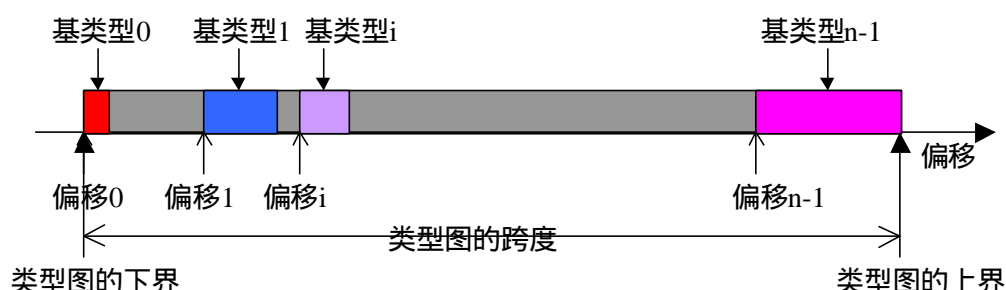 基类型0 基类型1 基类型i 基类型n-1
偏移
偏移0 偏移1 偏移i 偏移n-1
类型图的跨度
类型图的下界 类型图的上界